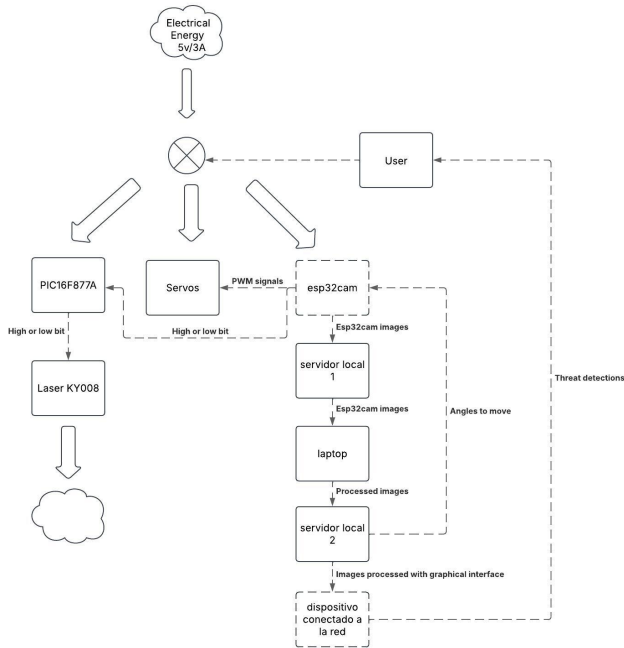 Electrical
Energy
5v/3A
User
PIC16F877A
Servos
PWM signals
esp32cam
High or low bit
High or low bit
Esp32cam images
Laser KY008
servidor local
1
Threat detections
Esp32cam images
Angles to move
laptop
Processed images
servidor local
2
Images processed with graphical interface
dispositivo
conectado a
la red